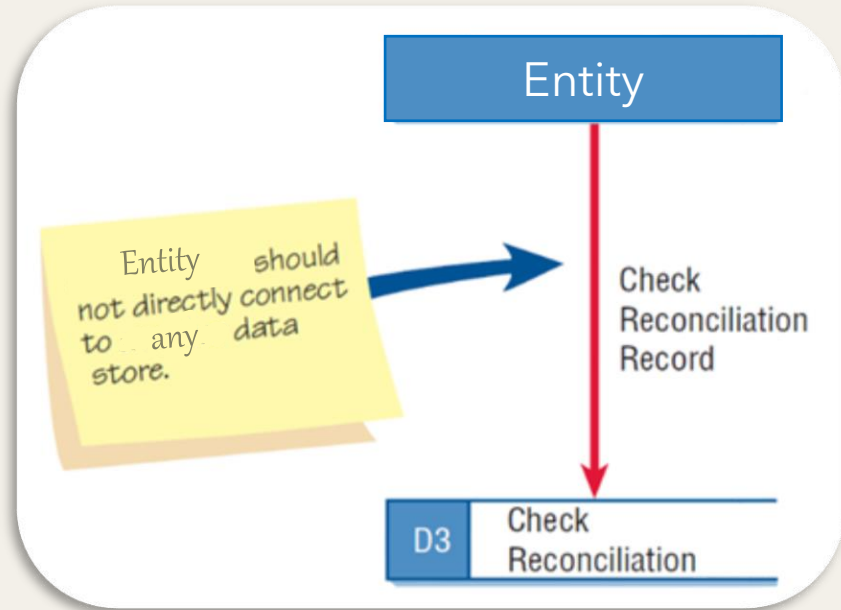 Entity
Entity should
not directly connect
to any data
store.
Check
Reconciliation
Record
D3
Check
Reconciliation